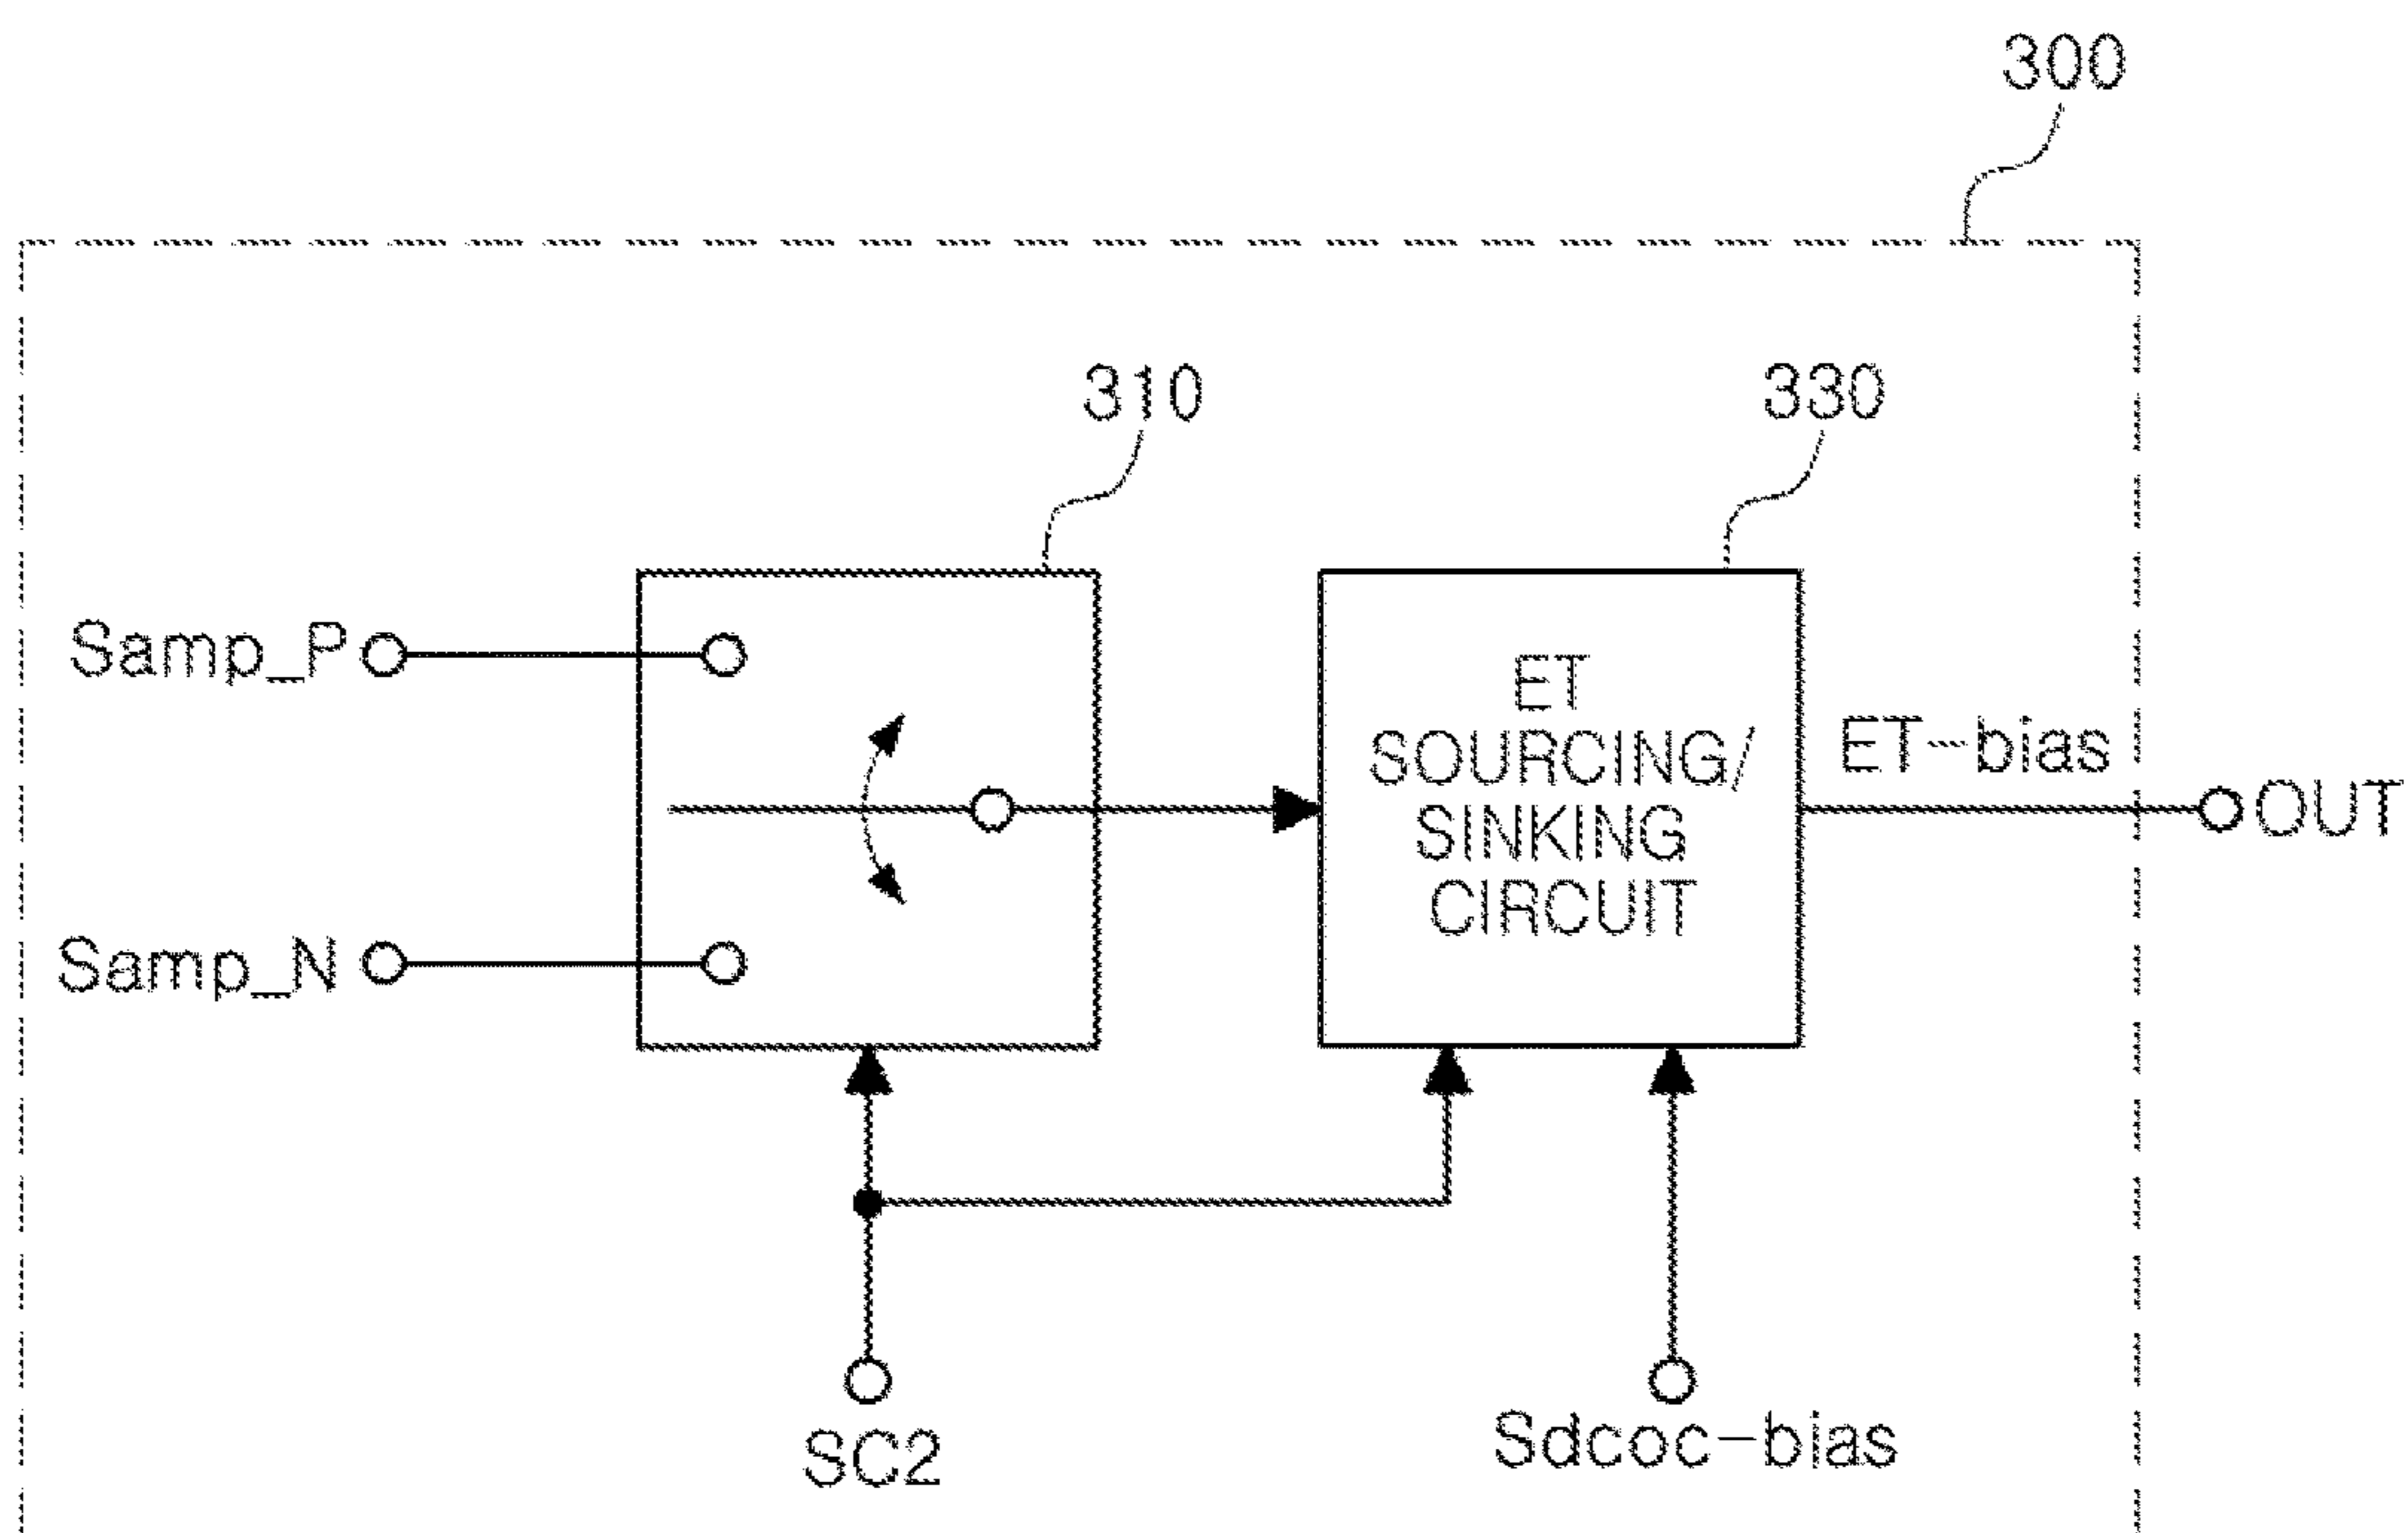 300
310
330
Samp_P
ET
SOURCING/
SINKING
CIRCUIT
ET-bias
OUT
Samp_N
SC2
Sdcoc-bias